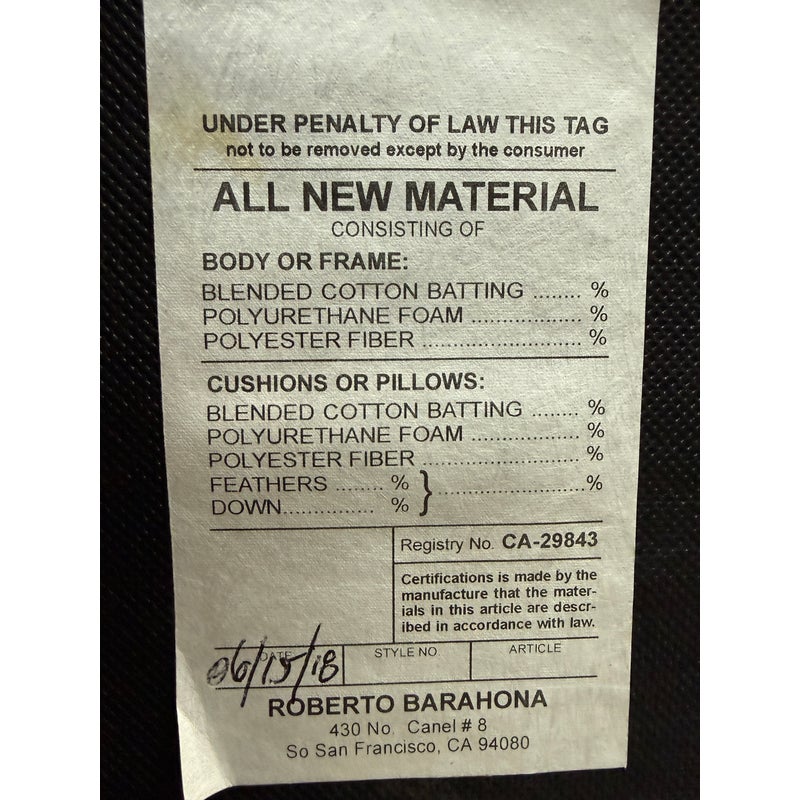 UNDER PENALTY OF LAW THIS TAG
not to be removed except by the consumer
ALL NEW MATERIAL
CONSISTING OF
BODY OR FRAME:
BLENDED COTTON BATTING ........ %
POLYURETHANE FOAM .................. %
POLYESTER FIBER .......................... %
CUSHIONS OR PILLOWS:
BLENDED COTTON BATTING ........ %
POLYURETHANE FOAM .................. %
POLYESTER FIBER .......................... %
FEATHERS ........ % } ........................%
DOWN............... %
Registry No. CA-29843
Certifications is made by the
manufacture that the mater-
ials in this article are descr-
ibed in accordance with law.
DATE STYLE NO. ARTICLE
06/15/18
ROBERTO BARAHONA
430 No. Canel # 8
So San Francisco, CA 94080